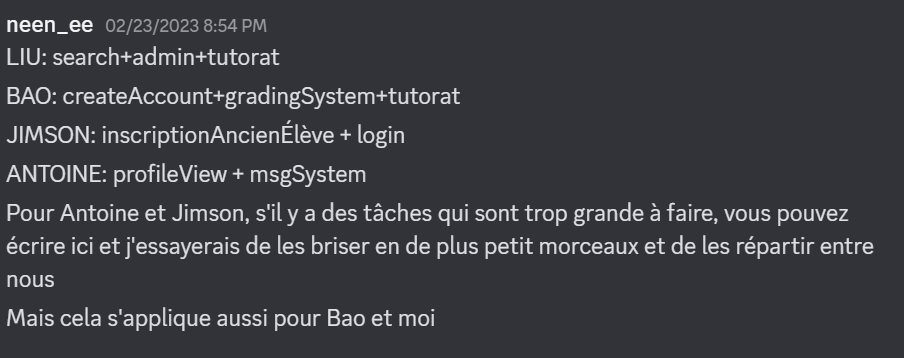 neen_ee 02/23/2023 8:54 PM
LIU: search+admin+tutorat
BAO: createAccount+gradingSystem+tutorat
JIMSON: inscriptionAncienÉlève + login
ANTOINE: profileView + msgSystem
Pour Antoine et Jimson, s'il y a des tâches qui sont trop grande à faire, vous pouvez
écrire ici et j'essayerais de les briser en de plus petit morceaux et de les répartir entre
nous
Mais cela s'applique aussi pour Bao et moi